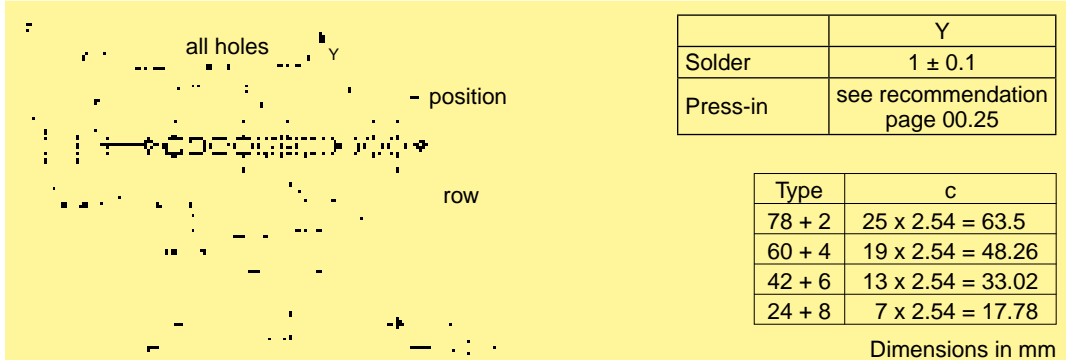 all holes
Y
position
row
Y
Solder 1 ± 0.1
Press-in see recommendation
page 00.25
Type c
78 + 2 25 x 2.54 = 63.5
60 + 4 19 x 2.54 = 48.26
42 + 6 13 x 2.54 = 33.02
24 + 8 7 x 2.54 = 17.78
Dimensions in mm